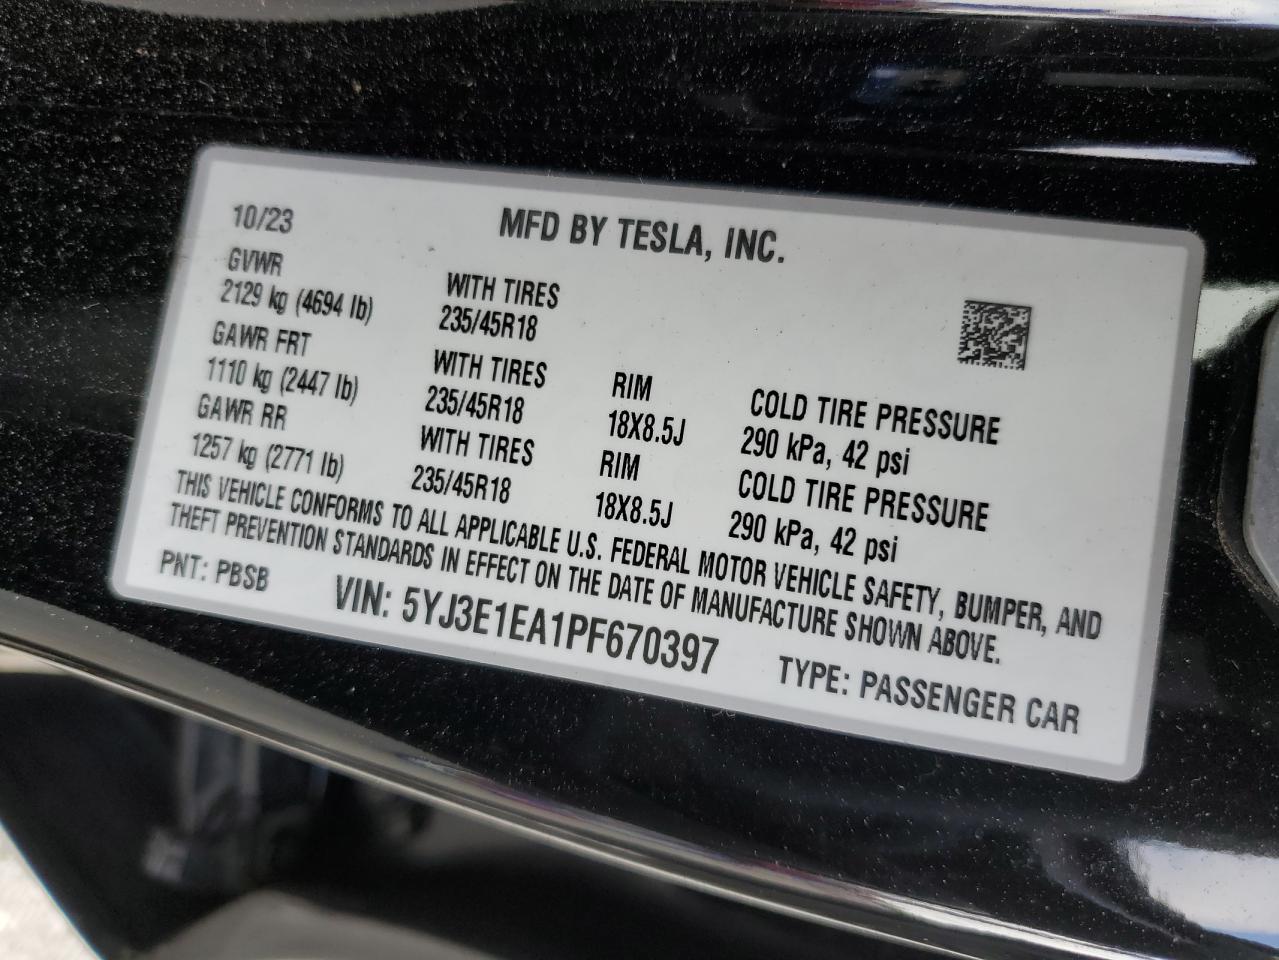 10/23 MFD BY TESLA, INC.
GVWR WITH TIRES
2129 kg (4694 lb) 235/45R18
GAWR FRT WITH TIRES RIM COLD TIRE PRESSURE
1110 kg (2447 lb) 235/45R18 18X8.5J 290 kPa, 42 psi
GAWR RR WITH TIRES RIM COLD TIRE PRESSURE
1257 kg (2771 lb) 235/45R18 18X8.5J 290 kPa, 42 psi
THIS VEHICLE CONFORMS TO ALL APPLICABLE U.S. FEDERAL MOTOR VEHICLE SAFETY, BUMPER, AND
THEFT PREVENTION STANDARDS IN EFFECT ON THE DATE OF MANUFACTURE SHOWN ABOVE.
PNT: PBSB VIN: 5YJ3E1EA1PF670397 TYPE: PASSENGER CAR